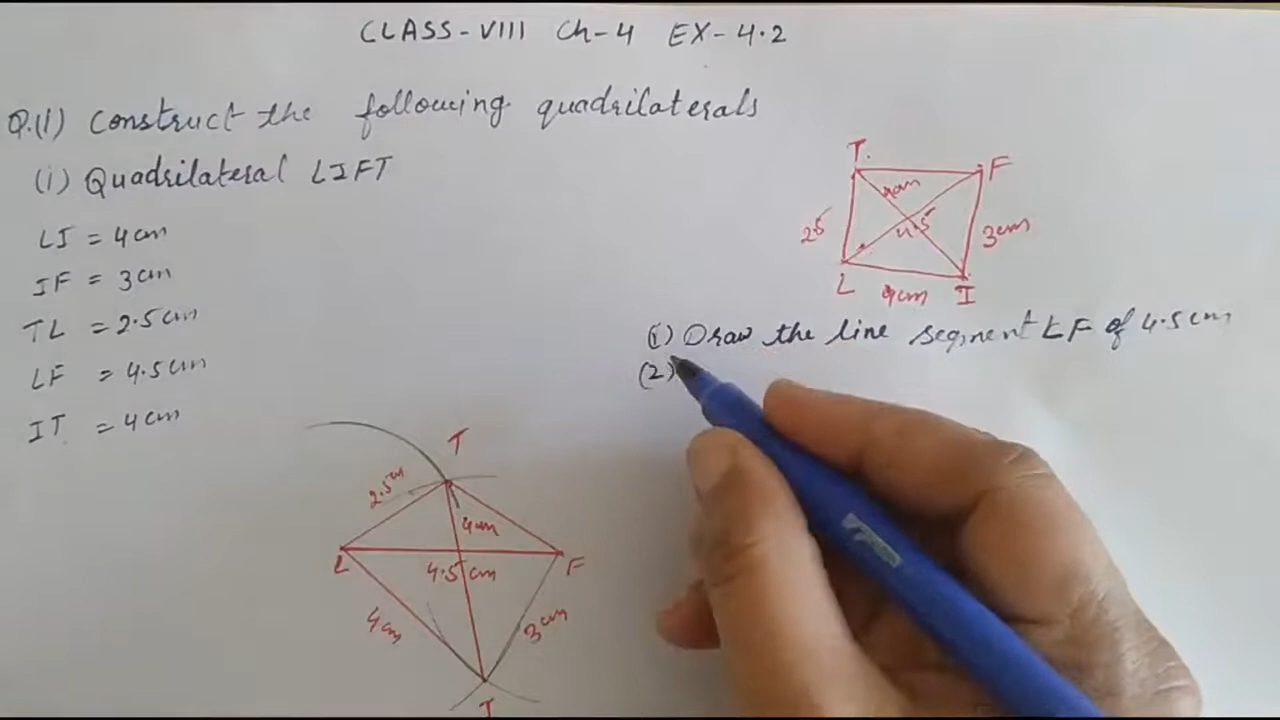 CLASS-VIII Ch-4 EX-4.2
Q.(1) Construct the following quadrilaterals
(i) Quadrilateral LIFT
LI = 4cm
IF = 3cm
TL = 2.5cm
LF = 4.5cm
IT = 4cm
T F
4cm
2.5 4.5 3cm
L 4cm I
(1) Draw the line segment LF of 4.5cm
(2)
T
2.5cm
4cm
L F
4.5cm
4cm 3cm
I